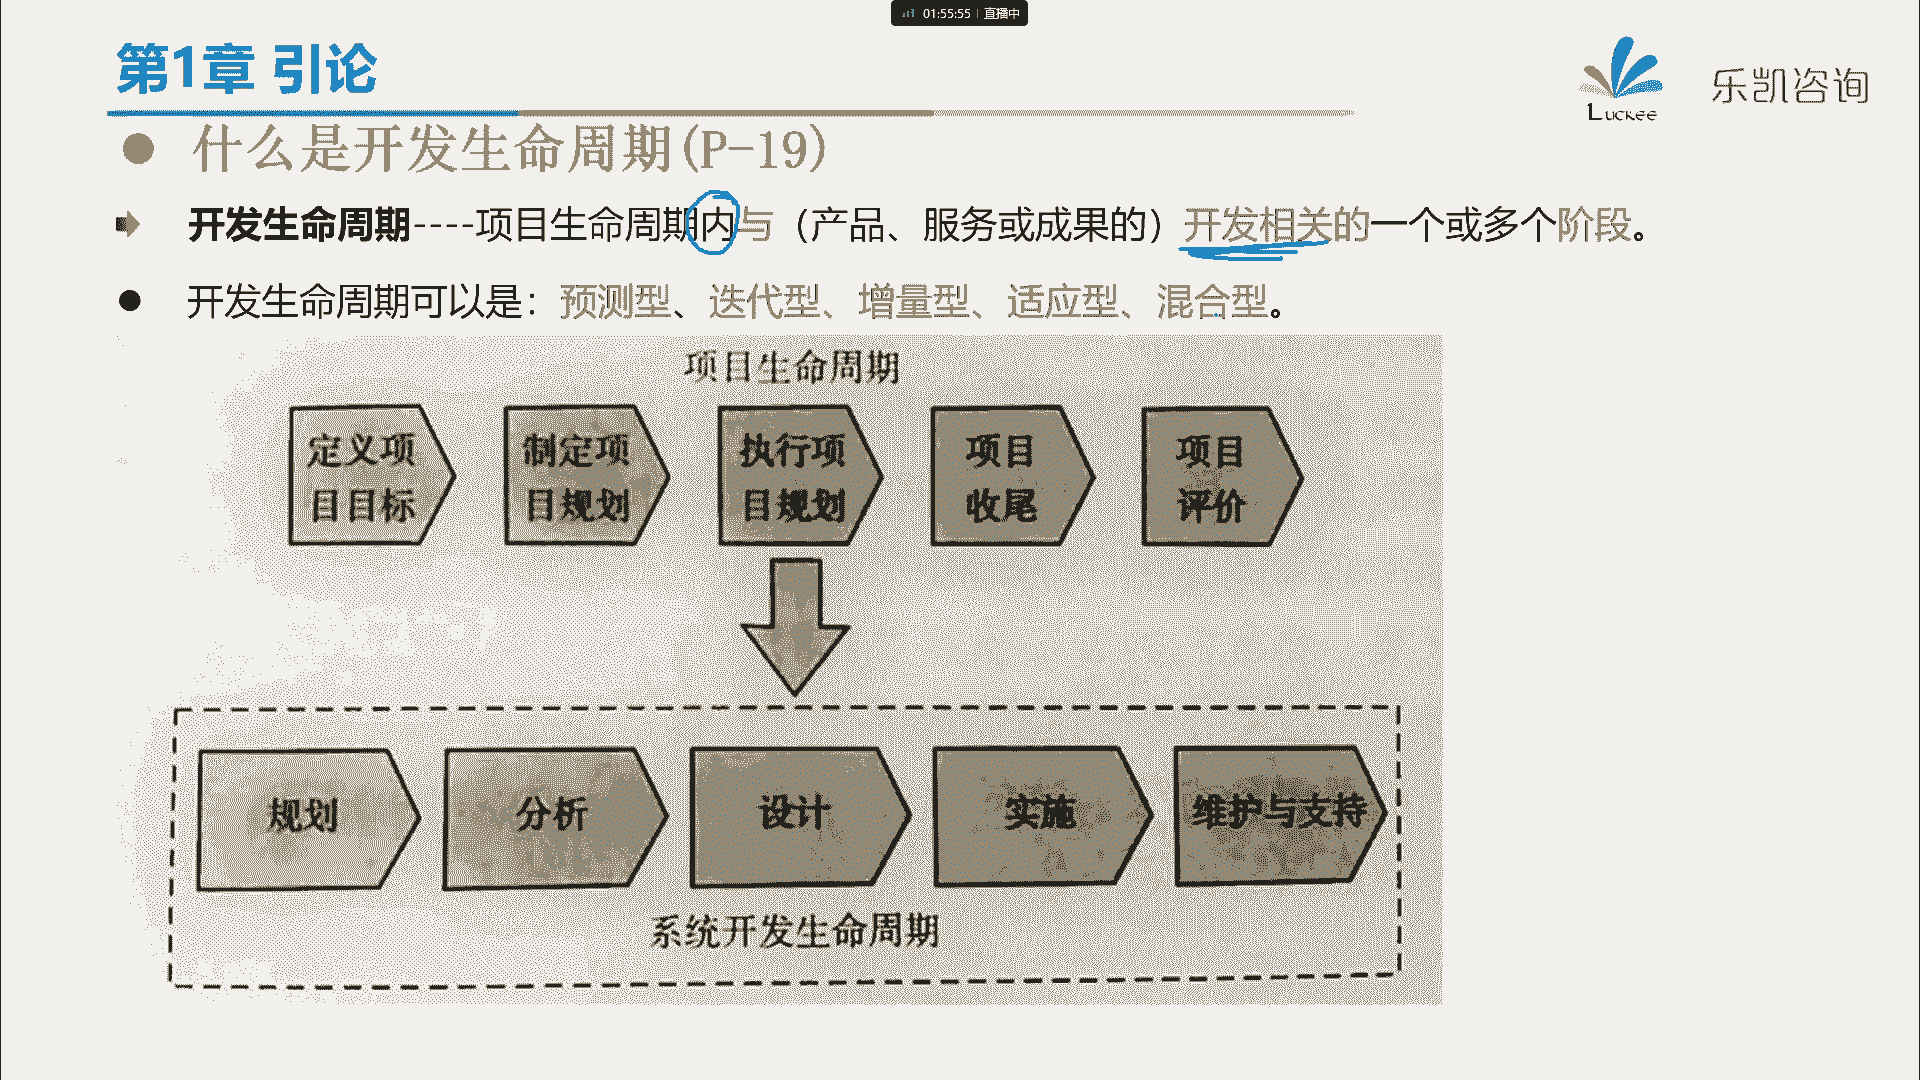 01:55:55 | 直播中
第1章 引论
Luckee
乐凯咨询
什么是开发生命周期(P-19)
开发生命周期----项目生命周期内与（产品、服务或成果的）开发相关的一个或多个阶段。
开发生命周期可以是：预测型、迭代型、增量型、适应型、混合型。
项目生命周期
定义项
目目标
制定项
目规划
执行项
目规划
项目
收尾
项目
评价
规划
分析
设计
实施
维护与支持
系统开发生命周期